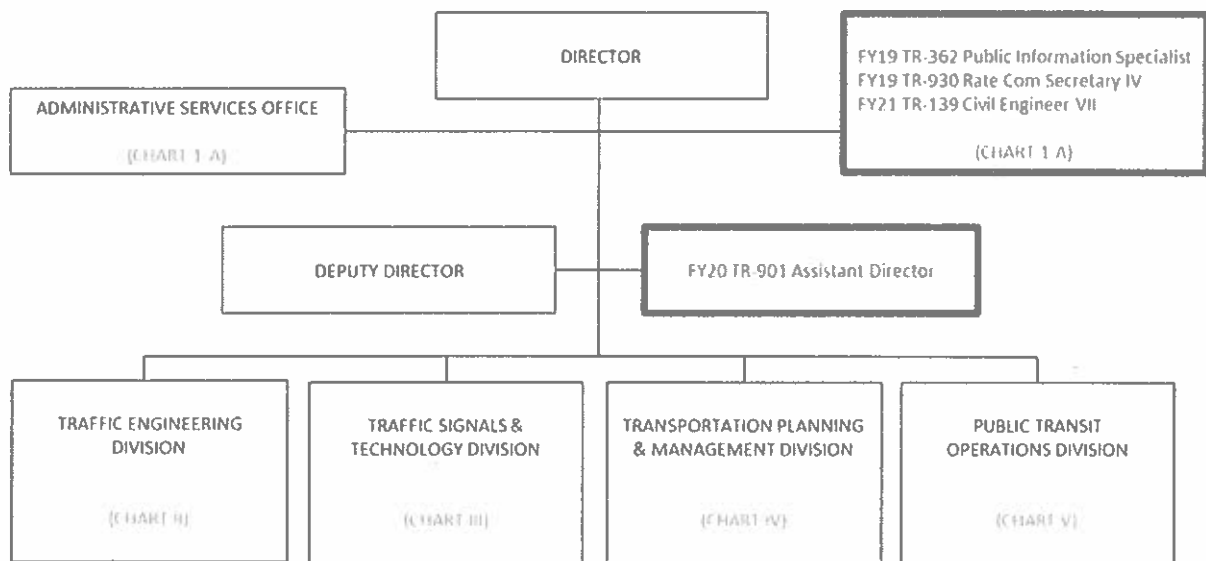 DIRECTOR
FY19 TR-362 Public Information Specialist
FY19 TR-930 Rate Com Secretary IV
FY21 TR-139 Civil Engineer VII
(CHART 1-A)
ADMINISTRATIVE SERVICES OFFICE
(CHART 1-A)
DEPUTY DIRECTOR
FY20 TR-901 Assistant Director
TRAFFIC ENGINEERING
DIVISION
(CHART II)
TRAFFIC SIGNALS &
TECHNOLOGY DIVISION
(CHART III)
TRANSPORTATION PLANNING
& MANAGEMENT DIVISION
(CHART IV)
PUBLIC TRANSIT
OPERATIONS DIVISION
(CHART V)